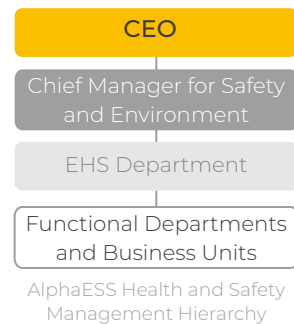 CEO
Chief Manager for Safety
and Environment
EHS Department
Functional Departments
and Business Units
AlphaESS Health and Safety
Management Hierarchy